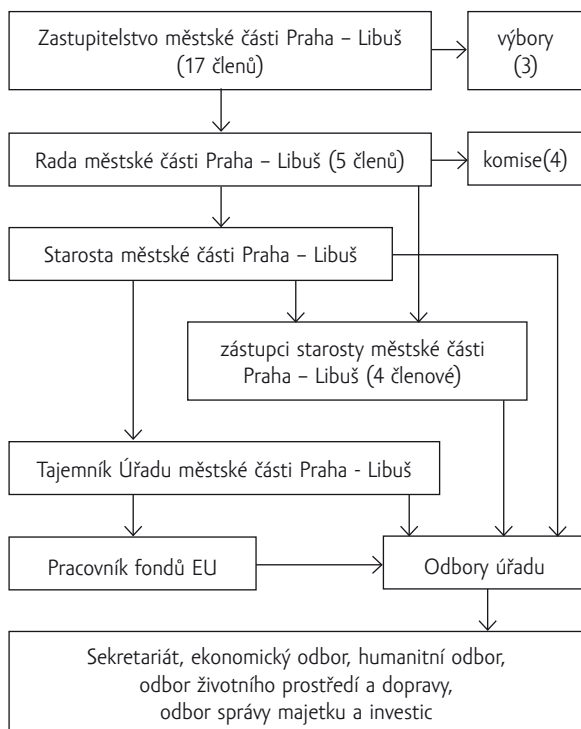 Zastupitelstvo městské části Praha – Libuš
(17 členů)
výbory
(3)
Rada městské části Praha – Libuš (5 členů)
komise(4)
Starosta městské části Praha – Libuš
zástupci starosty městské části
Praha – Libuš (4 členové)
Tajemník Úřadu městské části Praha - Libuš
Pracovník fondů EU
Odbory úřadu
Sekretariát, ekonomický odbor, humanitní odbor,
odbor životního prostředí a dopravy,
odbor správy majetku a investic